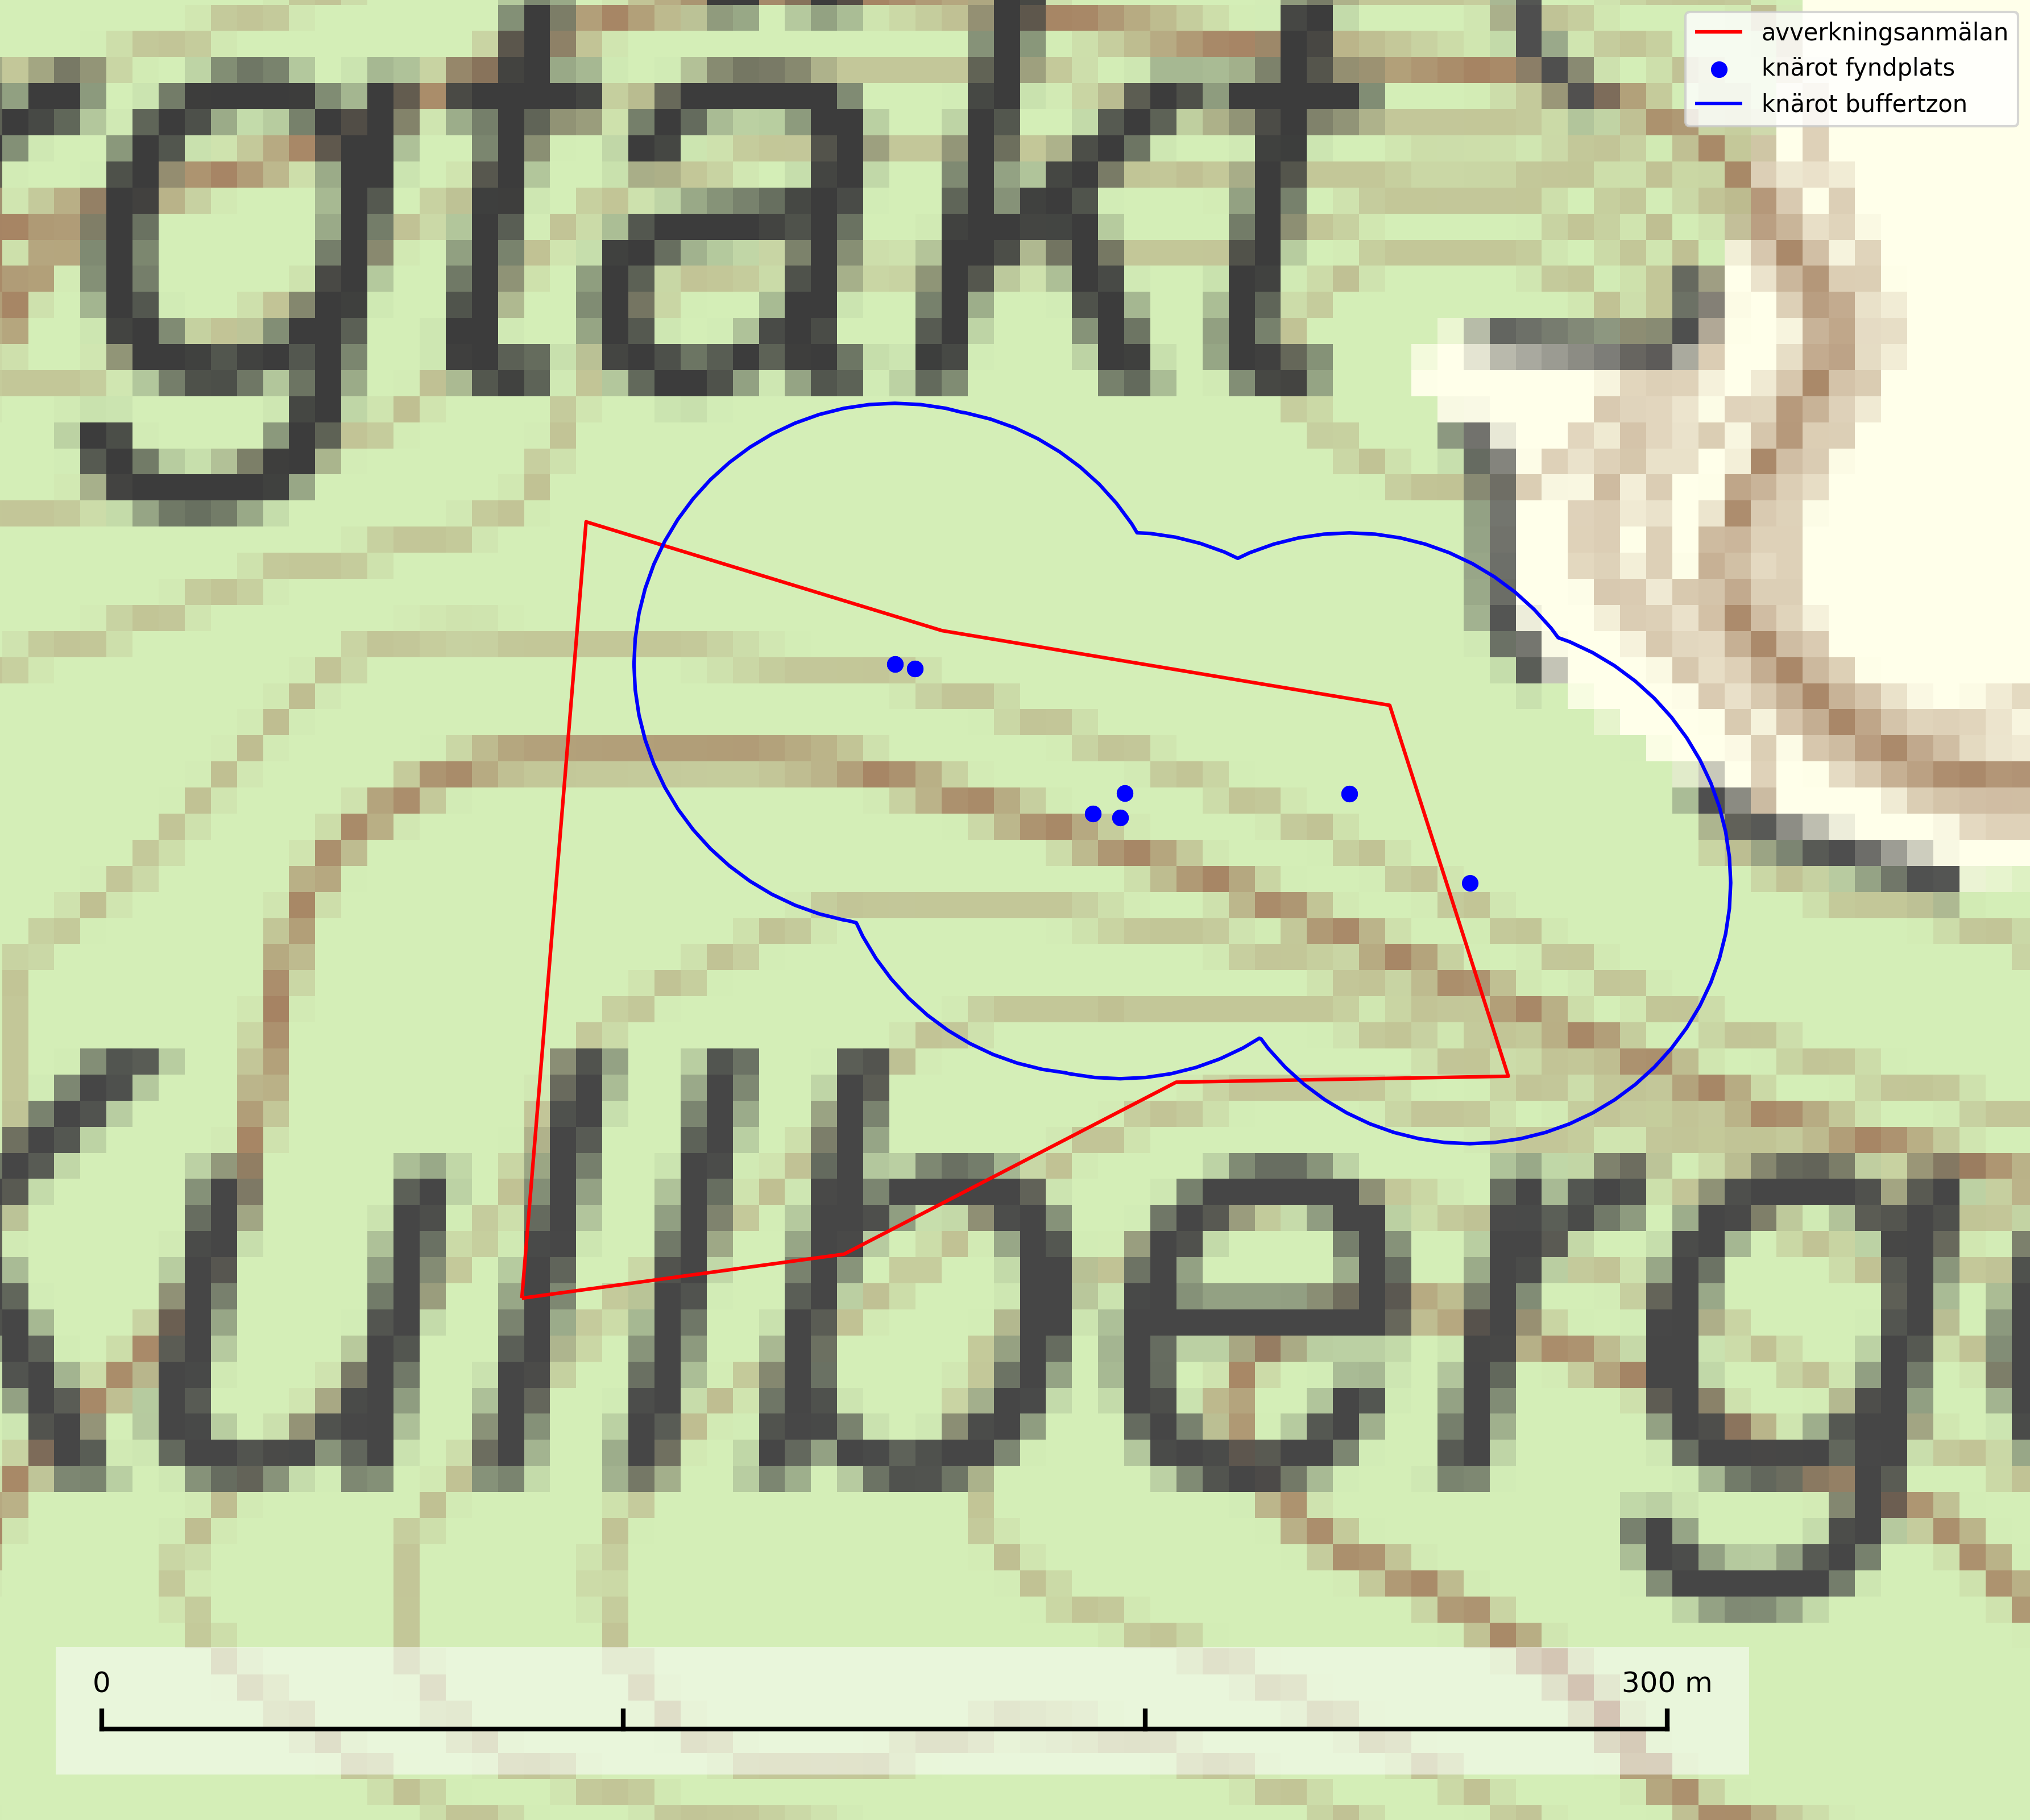 avverkningsanmälan
knärot fyndplats
knärot buffertzon
gtäkt
ullberg
0 300 m